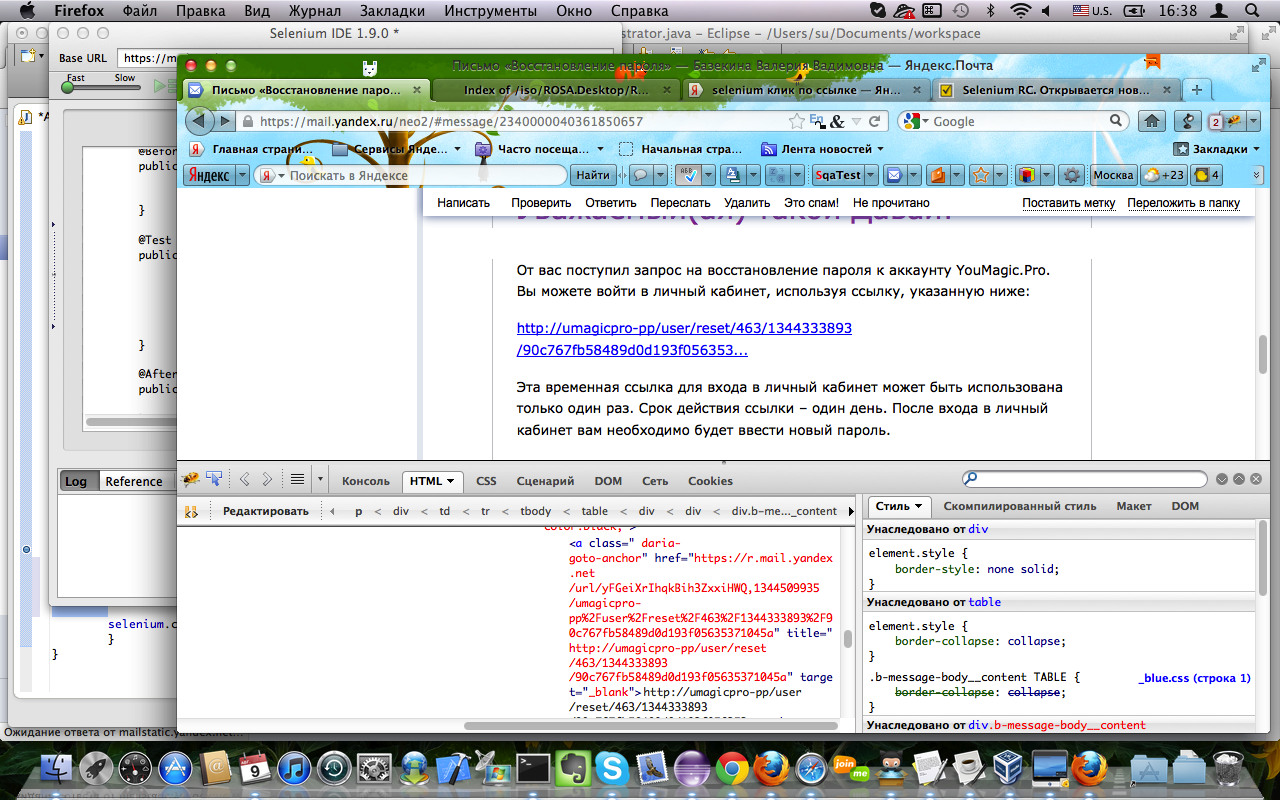 Firefox Файл Правка Вид Журнал Закладки Инструменты Окно Справка U.S. 16:38
Selenium IDE 1.9.0 *
strator.java – Eclipse – /Users/su/Documents/workspace
Base URL https://m
Fast Slow
Письмо «Восстановление пароля» — Базекина Валерия Вадимовна — Яндекс.Почта
Письмо «Восстановление паро... Index of /iso/ROSA.Desktop/R... selenium клик по ссылке — Ян... Selenium RC. Открывается нов...
https://mail.yandex.ru/neo2/#message/2340000040361850657 Google 2
Главная страни... Сервисы Янде... Часто посеща... Начальная стра... Лента новостей Закладки
Яндекс Поискать в Яндексе Найти SqaTest Москва +23 4
Написать Проверить Ответить Переслать Удалить Это спам! Не прочитано Поставить метку Переложить в папку
Уважаемый(ая) такой давай!
От вас поступил запрос на восстановление пароля к аккаунту YouMagic.Pro.
Вы можете войти в личный кабинет, используя ссылку, указанную ниже:
http://umagicpro-pp/user/reset/463/1344333893
/90c767fb58489d0d193f056353...
Эта временная ссылка для входа в личный кабинет может быть использована
только один раз. Срок действия ссылки – один день. После входа в личный
кабинет вам необходимо будет ввести новый пароль.
@Befor
public
}
@Test
public
}
@After
public
Log Reference
selenium.c
}
}
Консоль HTML CSS Сценарий DOM Сеть Cookies
Редактировать p < div < td < tr < tbody < table < div < div < div.b-me..._content
color:black;">
<a class=" daria-
goto-anchor" href="https://r.mail.yandex
.net
/url/yFGeiXrIhqkBih3ZxxiHWQ,1344509935
/umagicpro-
pp%2Fuser%2Freset%2F463%2F1344333893%2F9
0c767fb58489d0d193f05635371045a" title="
http://umagicpro-pp/user/reset
/463/1344333893
/90c767fb58489d0d193f05635371045a" targe
t="_blank">http://umagicpro-pp/user
/reset/463/1344333893
Стиль Скомпилированный стиль Макет DOM
Унаследовано от div
element.style {
border-style: none solid;
}
Унаследовано от table
element.style {
border-collapse: collapse;
}
.b-message-body__content TABLE { _blue.css (строка 1)
border-collapse: collapse;
}
Унаследовано от div.b-message-body__content
Ожидание ответа от mailstatic.yandex.net...
9
join me